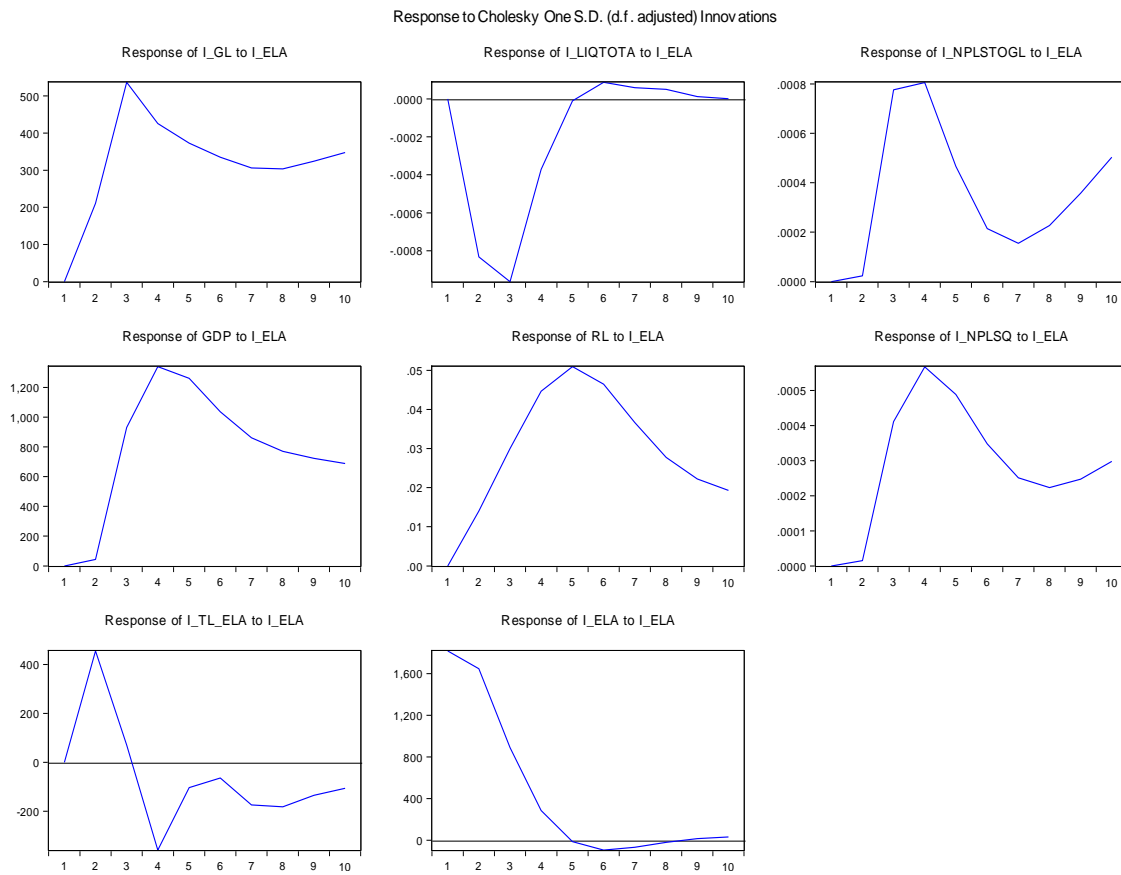 Response to Cholesky One S.D. (d.f. adjusted) Innovations
Response of I_GL to I_ELA
500
400
300
200
100
0
1 2 3 4 5 6 7 8 9 10
Response of I_LIQTOTA to I_ELA
.0000
-.0002
-.0004
-.0006
-.0008
1 2 3 4 5 6 7 8 9 10
Response of I_NPLSTOGL to I_ELA
.0008
.0006
.0004
.0002
.0000
1 2 3 4 5 6 7 8 9 10
Response of GDP to I_ELA
1,200
1,000
800
600
400
200
0
1 2 3 4 5 6 7 8 9 10
Response of RL to I_ELA
.05
.04
.03
.02
.01
.00
1 2 3 4 5 6 7 8 9 10
Response of I_NPLSQ to I_ELA
.0005
.0004
.0003
.0002
.0001
.0000
1 2 3 4 5 6 7 8 9 10
Response of I_TL_ELA to I_ELA
400
200
0
-200
1 2 3 4 5 6 7 8 9 10
Response of I_ELA to I_ELA
1,600
1,200
800
400
0
1 2 3 4 5 6 7 8 9 10